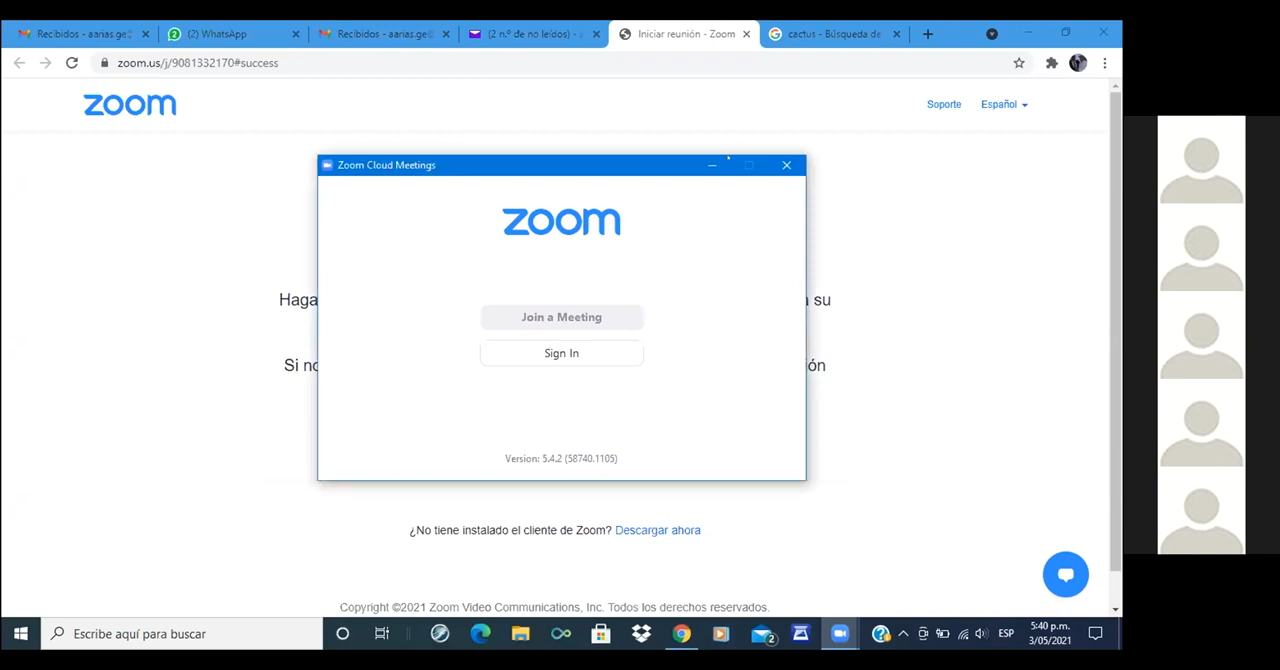 Recibidos - aarias.ge
(2) WhatsApp
Recibidos - aarias.ge
(2 n.º de no leídos) -
Iniciar reunión - Zoom
cactus - Búsqueda de
zoom.us/j/9081332170#success
zoom
Soporte
Español
Zoom Cloud Meetings
zoom
Haga
su
Join a Meeting
Sign In
Si no
ón
Version: 5.4.2 (58740.1105)
¿No tiene instalado el cliente de Zoom? Descargar ahora
Copyright ©2021 Zoom Video Communications, Inc. Todos los derechos reservados.
Escribe aquí para buscar
2
ESP
5:40 p.m.
3/05/2021